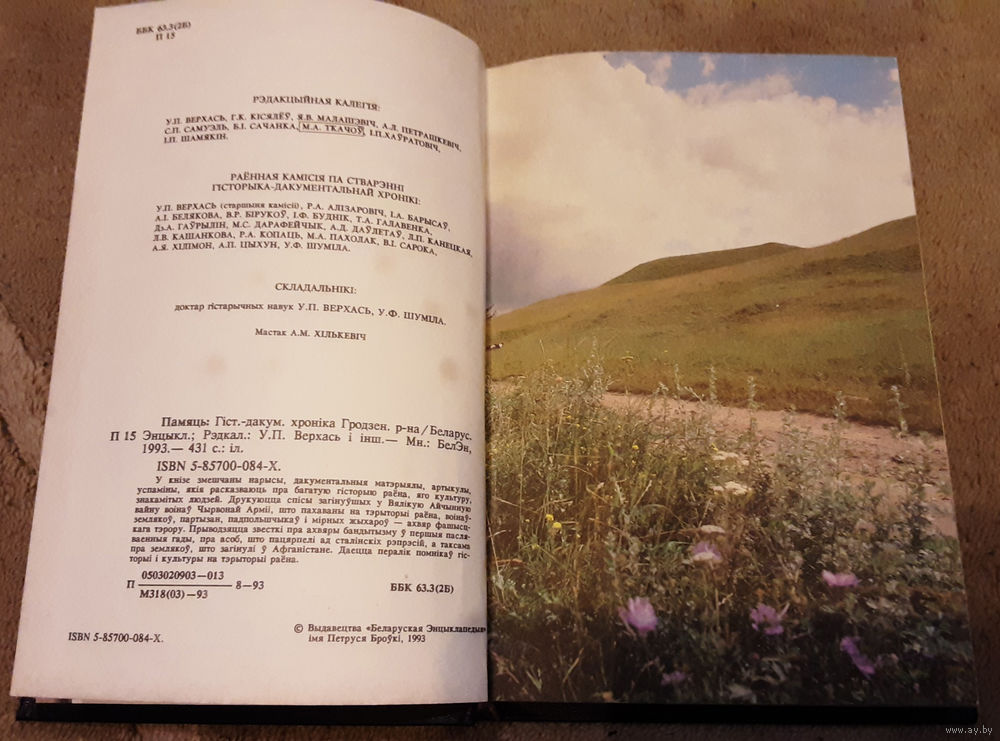 ББК 63.3(2Б)
П 15
РЭДАКЦЫЙНАЯ КАЛЕГІЯ:
У.П. ВЕРХАСЬ, Г.К. КІСЯЛЁЎ, Я.В. МАЛАШЭВІЧ, А.Л. ПЕТРАШКЕВІЧ,
С.П. САМУЭЛЬ, Б.І. САЧАНКА, М.А. ТКАЧОЎ, І.П. ХАЎРАТОВІЧ,
І.П. ШАМЯКІН.
РАЁННАЯ КАМІСІЯ ПА СТВАРЭННІ
ГІСТОРЫКА-ДАКУМЕНТАЛЬНАЙ ХРОНІКІ:
У.П. ВЕРХАСЬ (старшыня камісіі), Р.А. АЛІЗАРОВІЧ, І.А. БАРЫСАЎ,
А.І. БЕЛЯКОВА, В.Р. БІРУКОЎ, І.Ф. БУДНІК, Т.А. ГАЛАВЕНКА,
Дз.А. ГАЎРЫЛІН, М.С. ДАРАФЕЙЧЫК, А.Д. ДАЎЛЕТАЎ, Л.П. КАНЕЦКАЯ,
Л.В. КАШАНКОВА, Р.А. КОПАЦЬ, М.А. ПАХОЛАК, В.І. САРОКА,
А.Я. ХІЛІМОН, А.П. ЦЫХУН, У.Ф. ШУМІЛА.
СКЛАДАЛЬНІКІ:
доктар гістарычных навук У.П. ВЕРХАСЬ, У.Ф. ШУМІЛА.
Мастак А.М. ХІЛЬКЕВІЧ
Памяць: Гіст.-дакум. хроніка Гродзен. р-на/Беларус.
П 15 Энцыкл.; Рэдкал.: У.П. Верхась і інш.— Мн.: БелЭн,
1993.— 431 с.: іл.
ISBN 5-85700-084-X.
У кнізе змешчаны нарысы, дакументальныя матэрыялы, артыкулы,
успаміны, якія расказваюць пра багатую гісторыю раёна, яго культуру,
знакамітых людзей. Друкуюцца спісы загінуўшых у Вялікую Айчынную
вайну воінаў Чырвонай Арміі, што пахаваны на тэрыторыі раёна, воінаў-
землякоў, партызан, падпольшчыкаў і мірных жыхароў — ахвяр фашысц-
кага тэрору. Прыводзяцца звесткі пра ахвяры бандытызму ў першыя пасля-
ваенныя гады, пра асоб, што пацярпелі ад сталінскіх рэпрэсій, а таксама
пра землякоў, што загінулі ў Афганістане. Даецца пералік помнікаў гіс-
торыі і культуры на тэрыторыі раёна.
0503020903—013
П ———— 8—93
М318(03)—93
ББК 63.3(2Б)
© Выдавецтва «Беларуская Энцыклапедыя»
імя Петруся Броўкі, 1993
ISBN 5-85700-084-X.
www.ay.by